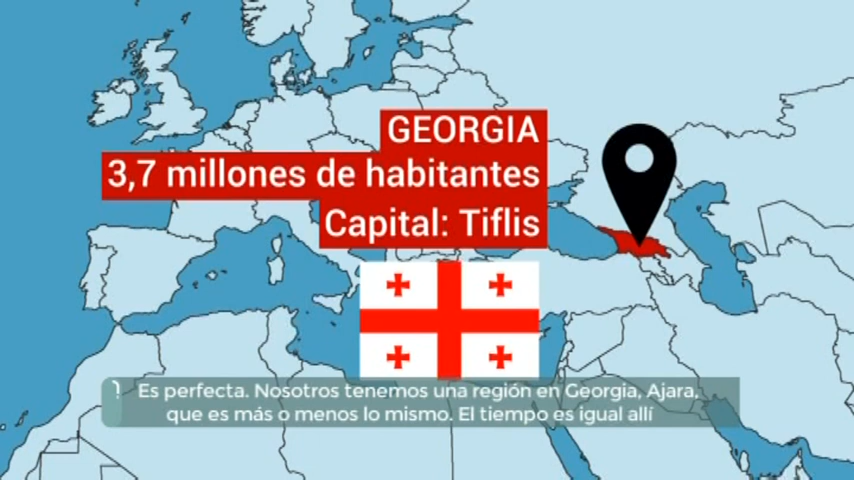 GEORGIA
3,7 millones de habitantes
Capital: Tiflis
Es perfecta. Nosotros tenemos una región en Georgia, Ajara,
que es más o menos lo mismo. El tiempo es igual allí